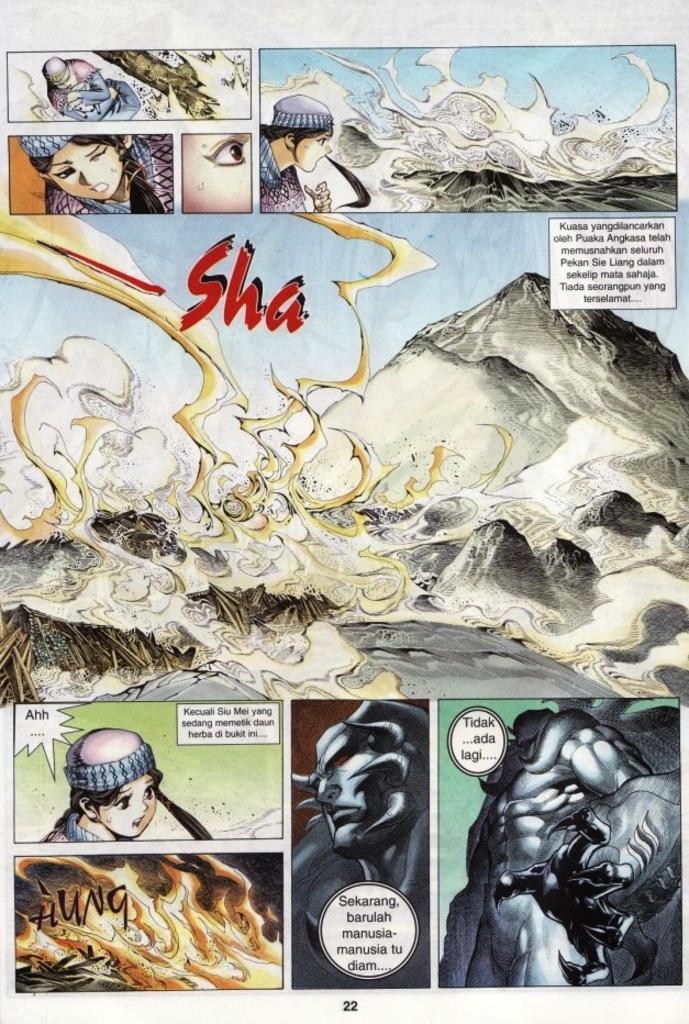 Kuasa yangdilancarkan
oleh Puaka Angkasa telah
memusnahkan seluruh
Pekan Sie Liang dalam
sekelip mata sahaja.
Tiada seorangpun yang
terselamat....
Sha
Ahh
....
Kecuali Siu Mei yang
sedang memetik daun
herba di bukit ini....
HUNG
Sekarang,
barulah
manusia-
manusia tu
diam....
Tidak
...ada
lagi....
22